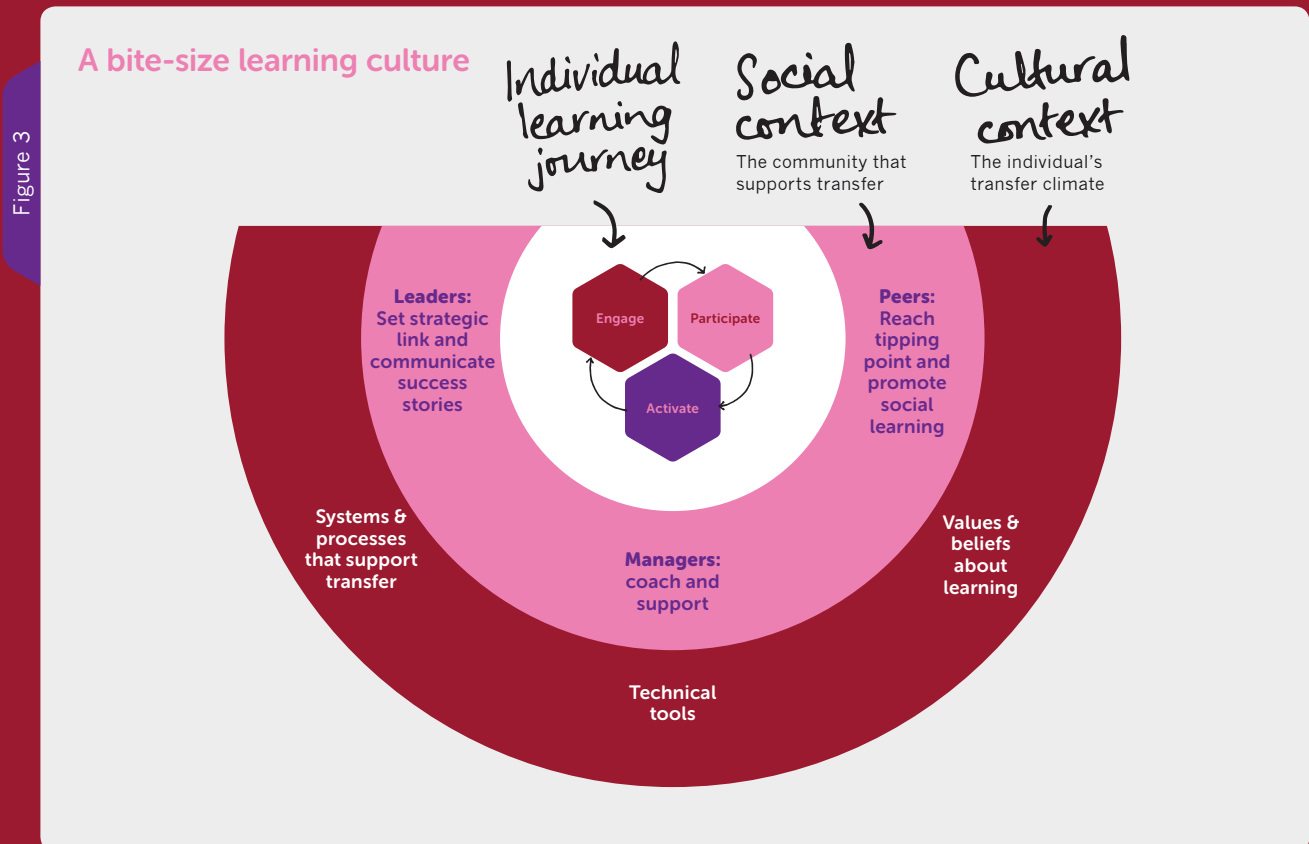 Figure 3
A bite-size learning culture
Individual
learning
journey
Social
context
The community that
supports transfer
Cultural
context
The individual's
transfer climate
Leaders:
Set strategic
link and
communicate
success
stories
Engage
Participate
Activate
Peers:
Reach
tipping
point and
promote
social
learning
Systems &
processes
that support
transfer
Managers:
coach and
support
Values &
beliefs
about
learning
Technical
tools